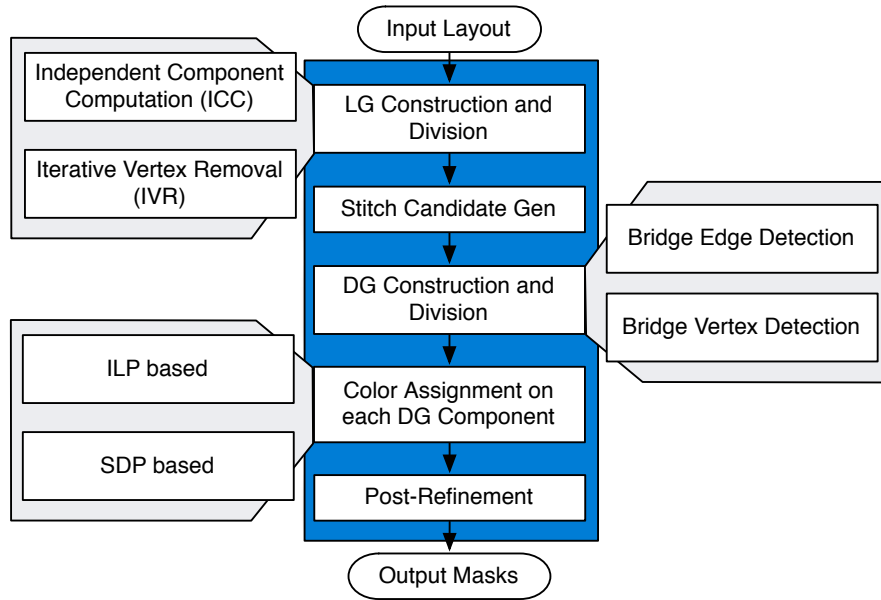 Input Layout
Independent Component
Computation (ICC)
Iterative Vertex Removal
(IVR)
LG Construction and
Division
Stitch Candidate Gen
DG Construction and
Division
Bridge Edge Detection
Bridge Vertex Detection
ILP based
SDP based
Color Assignment on
each DG Component
Post-Refinement
Output Masks